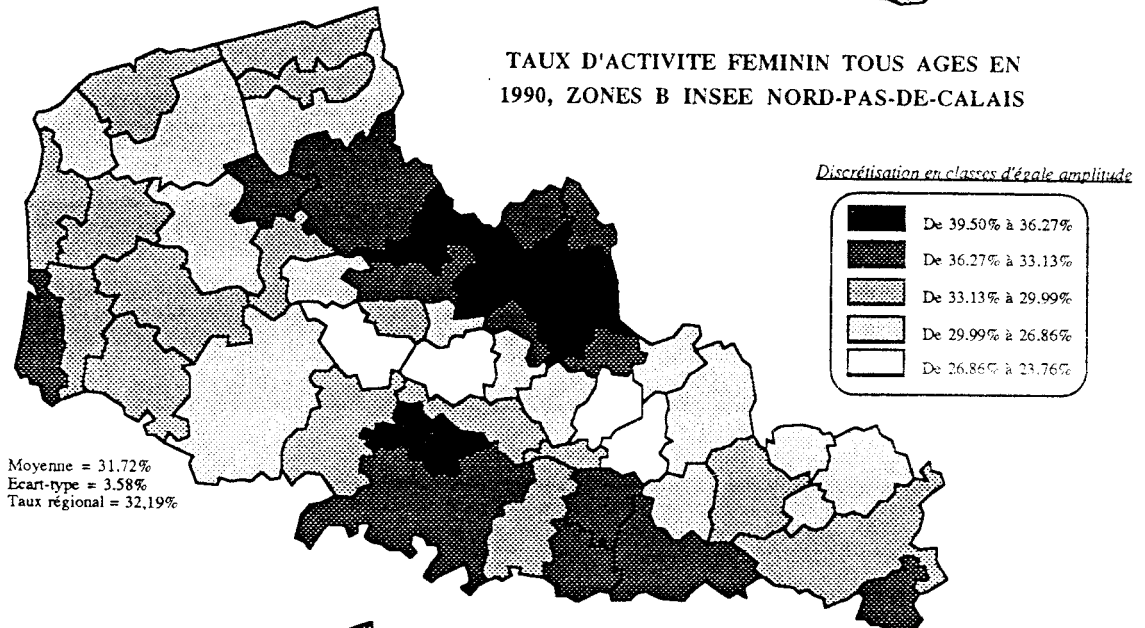 TAUX D'ACTIVITE FEMININ TOUS AGES EN
1990, ZONES B INSEE NORD-PAS-DE-CALAIS
Discrétisation en classes d'égale amplitude
De 39.50% à 36.27%
De 36.27% à 33.13%
De 33.13% à 29.99%
De 29.99% à 26.86%
De 26.86% à 23.76%
Moyenne = 31.72%
Ecart-type = 3.58%
Taux régional = 32,19%